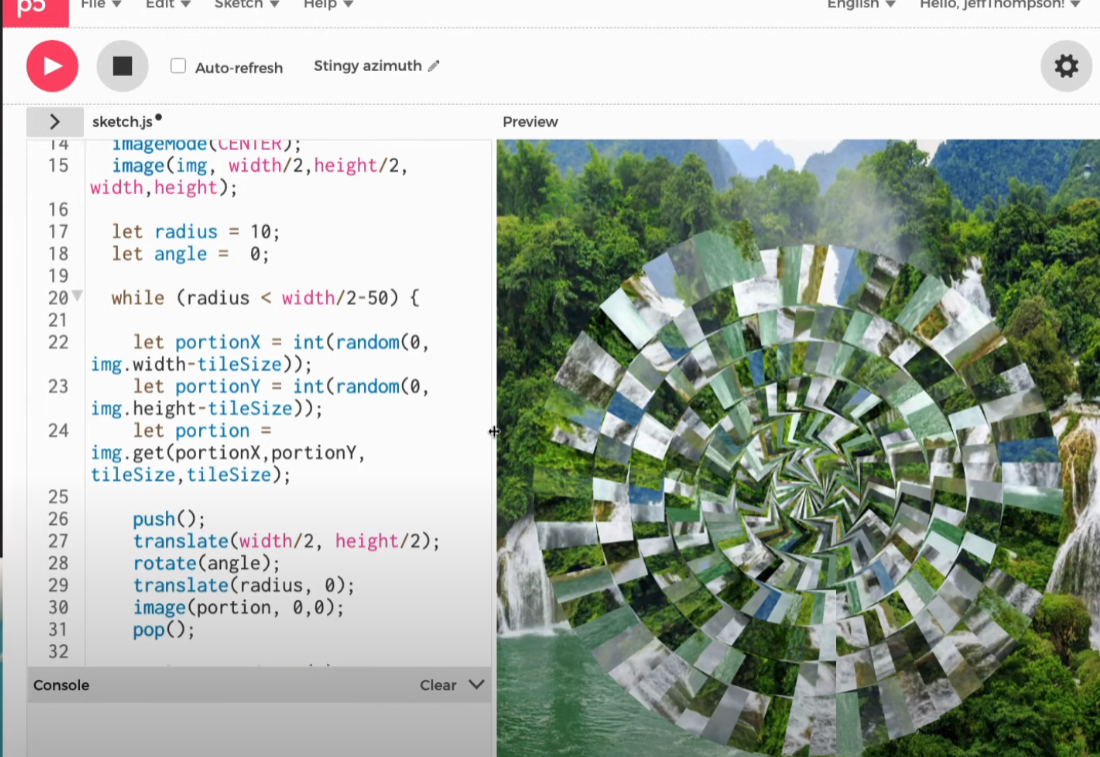 p5
File Edit Sketch Help English Hello, jeffThompson!
Auto-refresh Stingy azimuth
sketch.js
Preview
14 imageMode(CENTER);
15 image(img, width/2,height/2,
width,height);
16
17 let radius = 10;
18 let angle =  0;
19
20 while (radius < width/2-50) {
21
22 let portionX = int(random(0,
img.width-tileSize));
23 let portionY = int(random(0,
img.height-tileSize));
24 let portion =
img.get(portionX,portionY,
tileSize,tileSize);
25
26 push();
27 translate(width/2, height/2);
28 rotate(angle);
29 translate(radius, 0);
30 image(portion, 0,0);
31 pop();
32
Console Clear